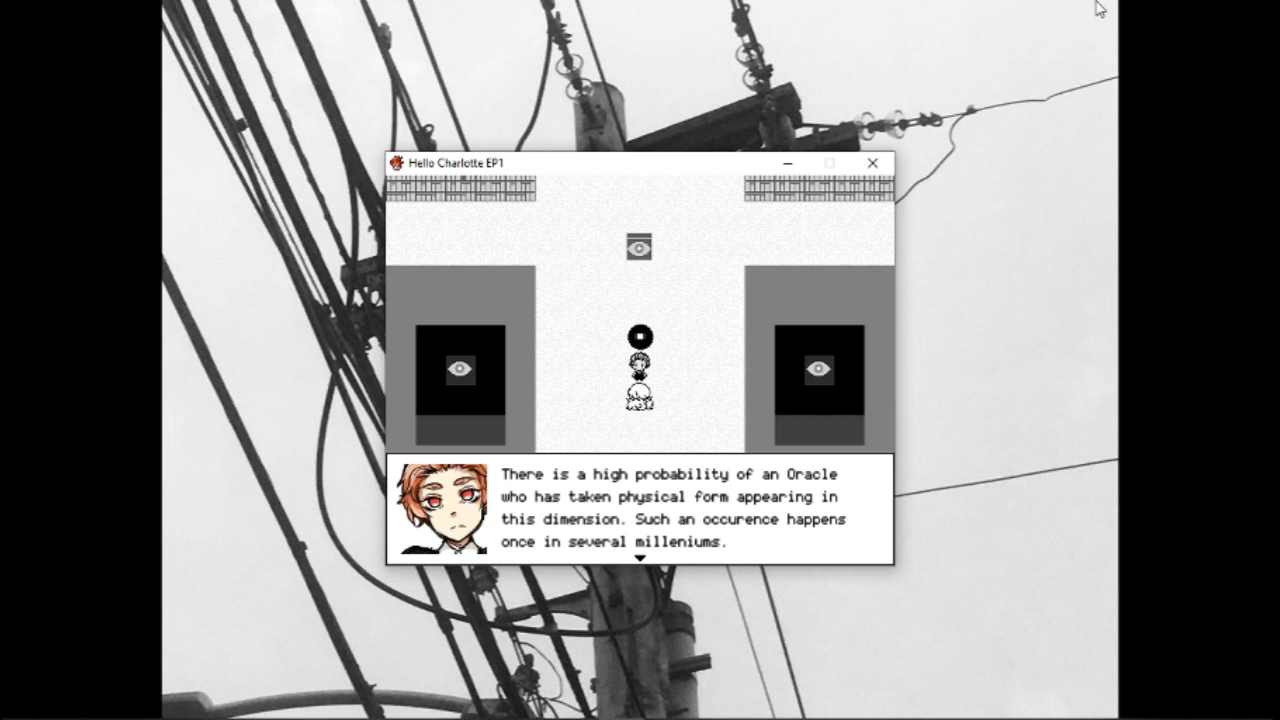 Hello Charlotte EP1
There is a high probability of an Oracle
who has taken physical form appearing in
this dimension. Such an occurence happens
once in several milleniums.